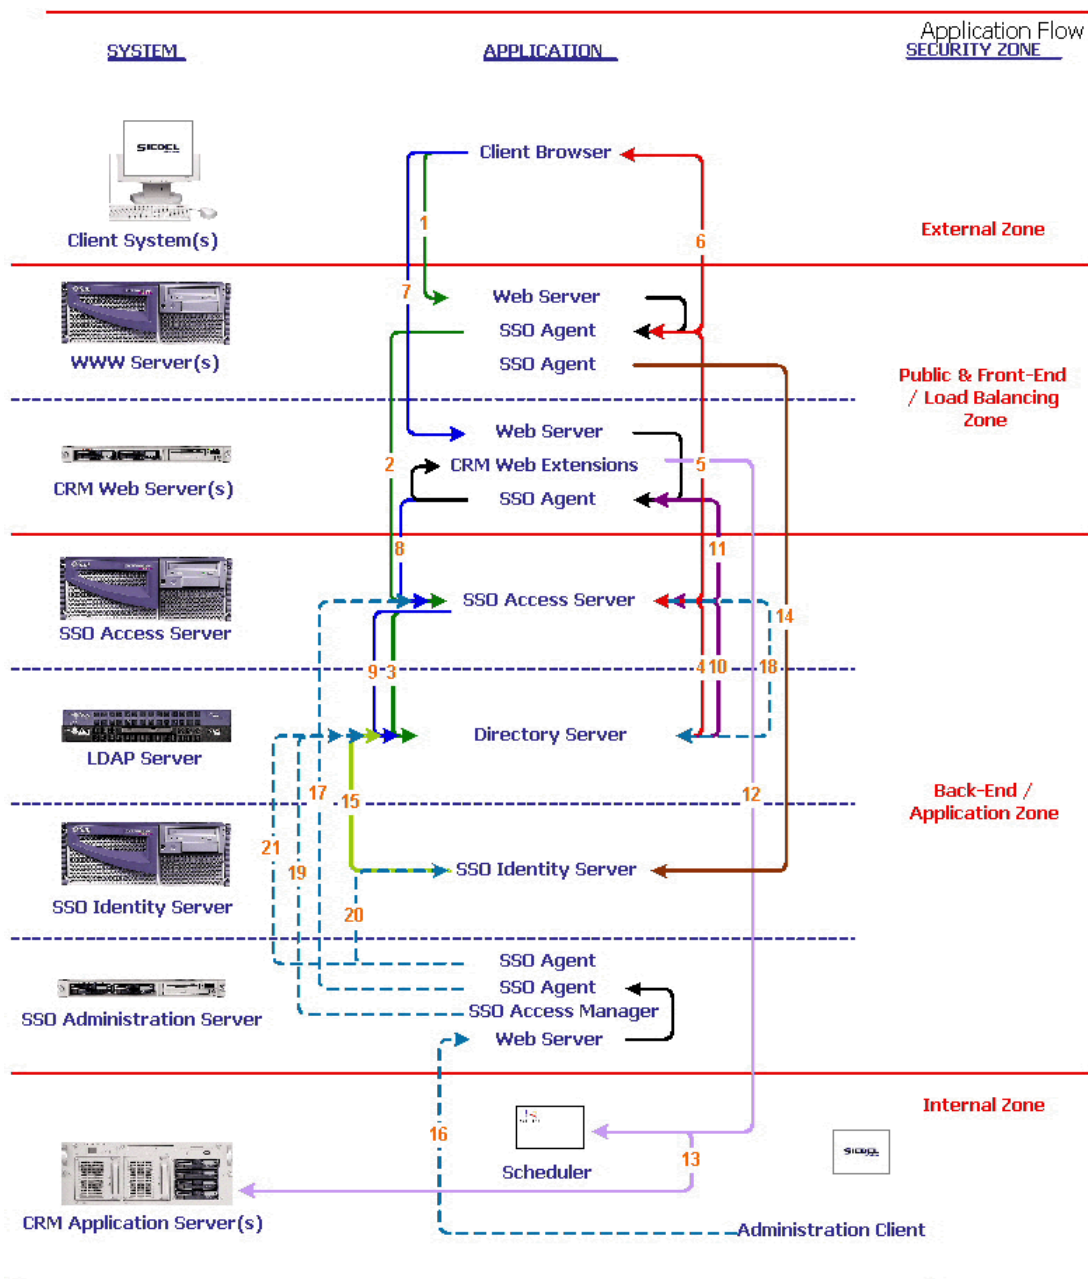 Application Flow
SYSTEM
APPLICATION
SECURITY ZONE
Client Browser
1
6
Client System(s)
External Zone
7
Web Server
SSO Agent
WWW Server(s)
SSO Agent
Public & Front-End
/ Load Balancing
Zone
Web Server
2
CRM Web Extensions
5
CRM Web Server(s)
SSO Agent
8
11
SSO Access Server
14
SSO Access Server
9
3
4
10
18
Directory Server
LDAP Server
17
15
12
Back-End /
Application Zone
21
19
SSO Identity Server
SSO Identity Server
20
SSO Agent
SSO Agent
SSO Access Manager
SSO Administration Server
Web Server
Internal Zone
16
13
Scheduler
CRM Application Server(s)
Administration Client